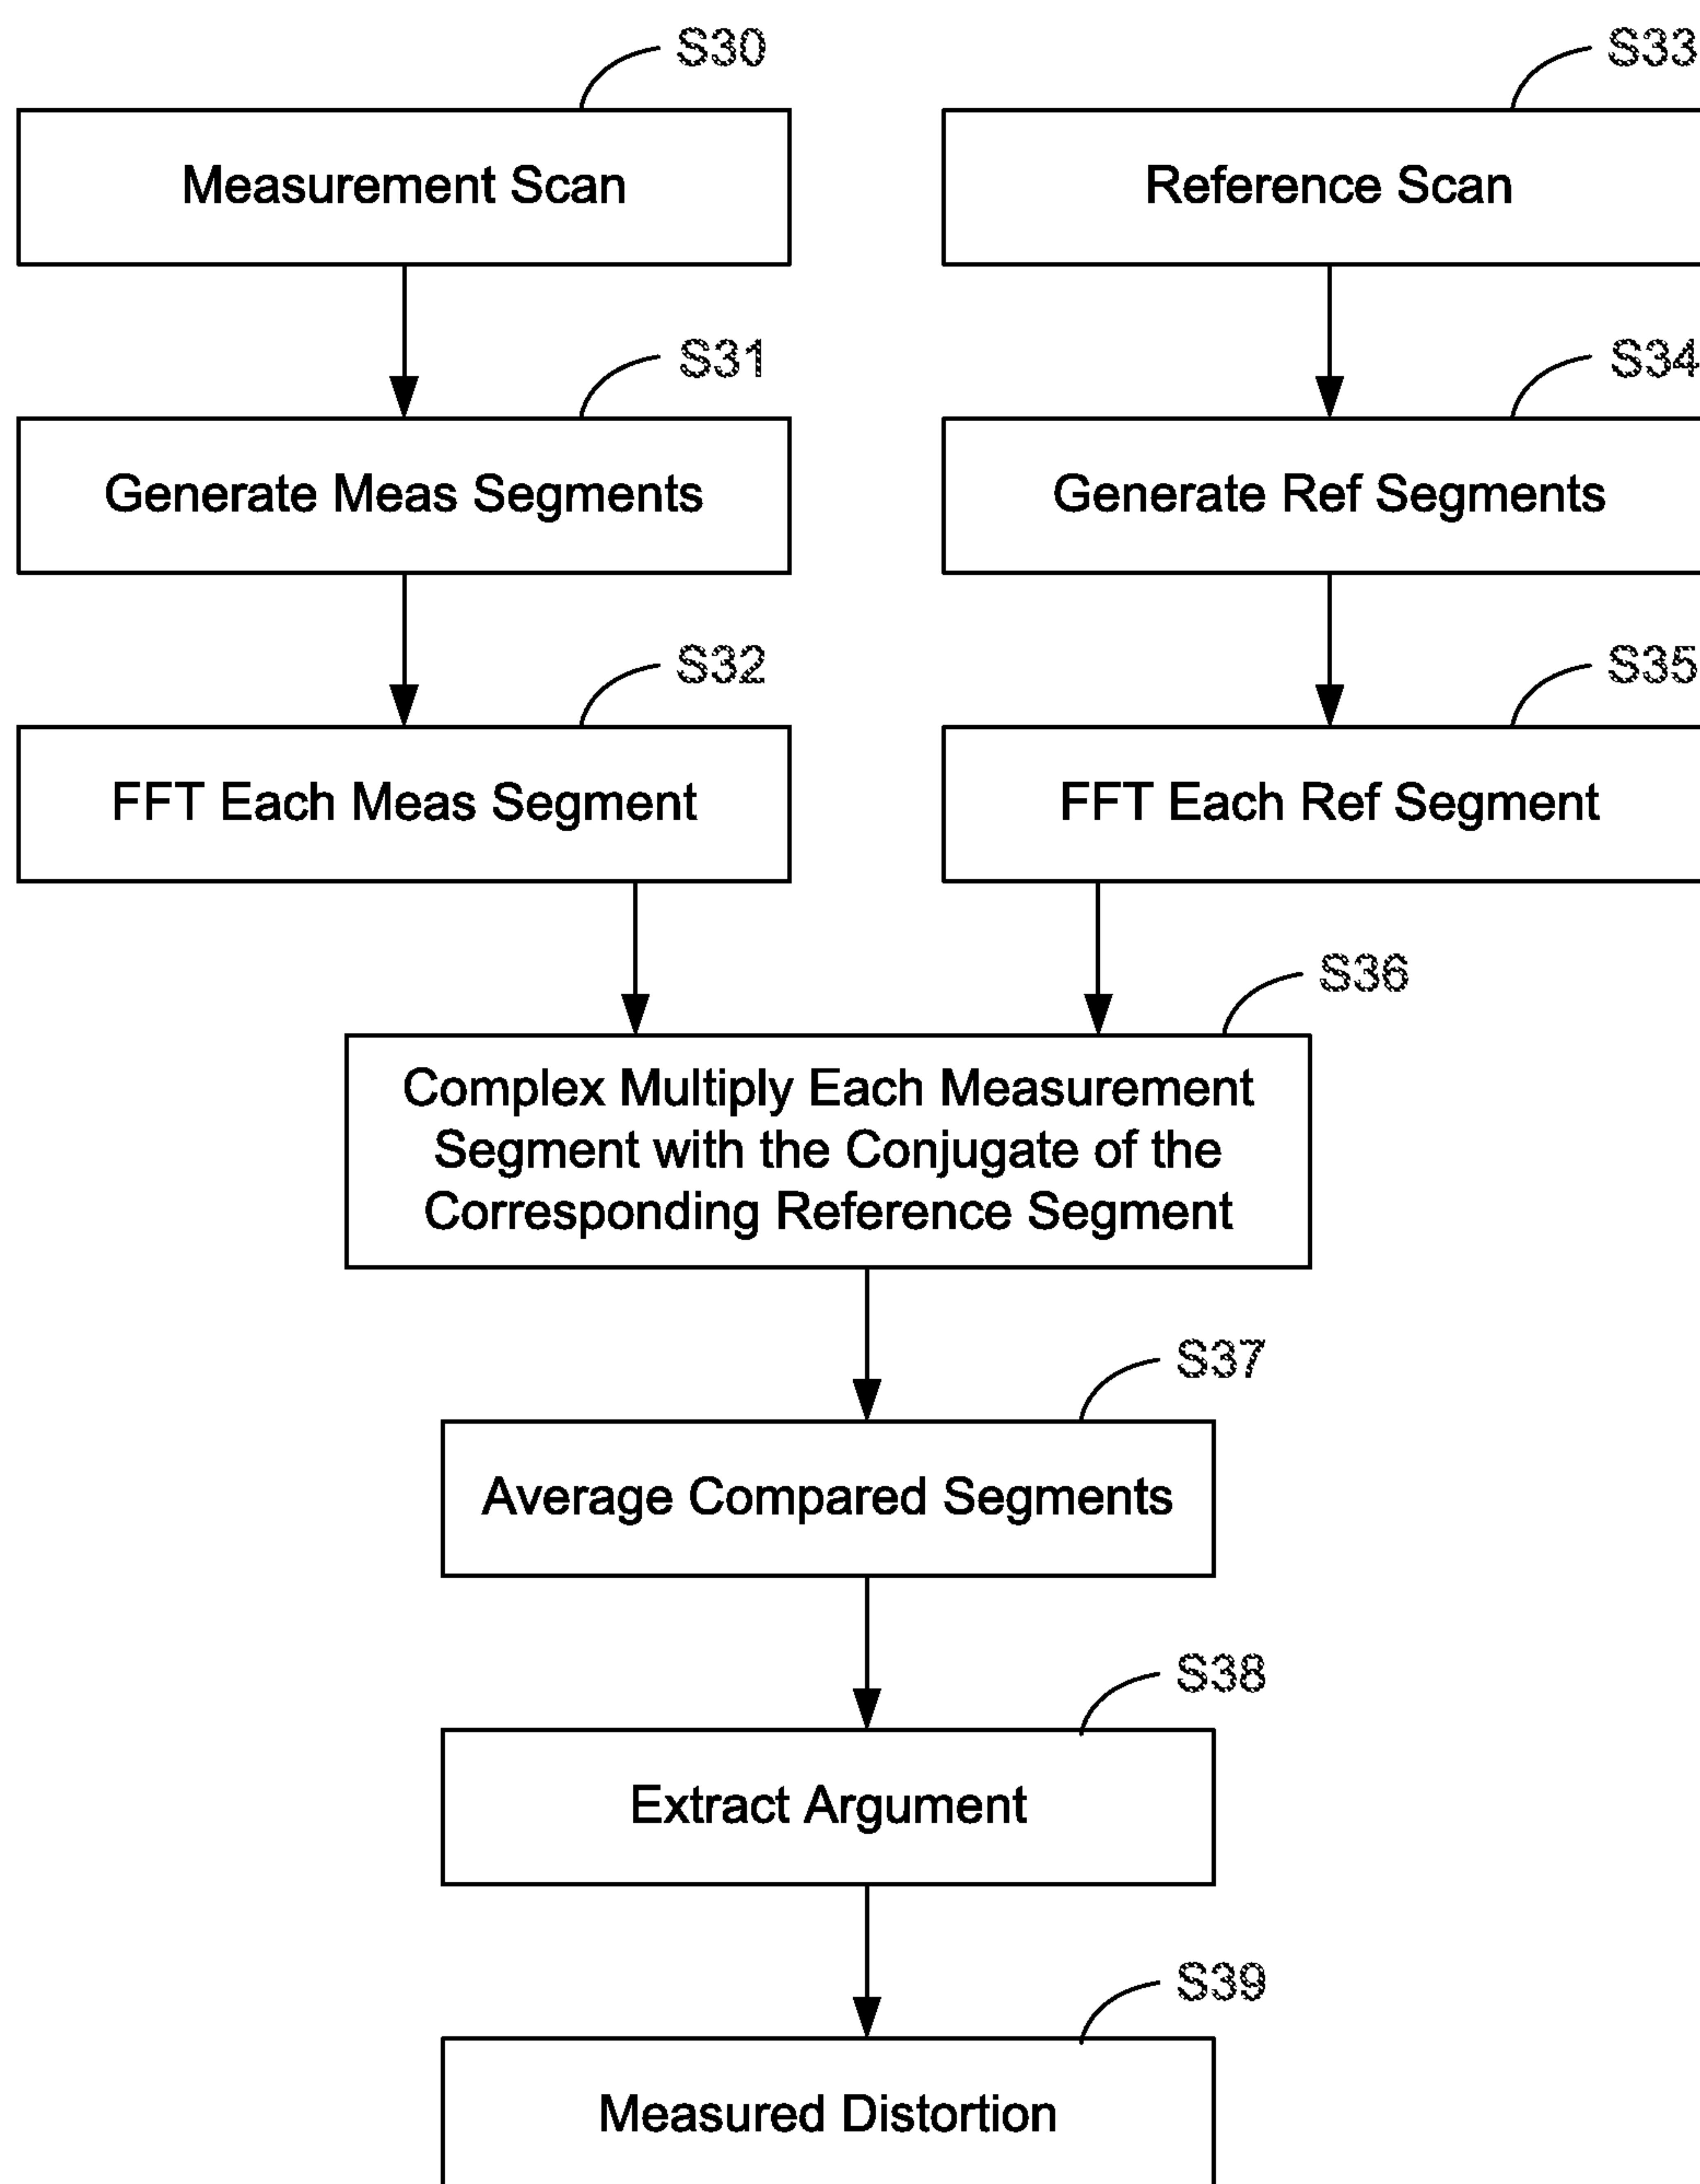 S30
S33
Measurement Scan
Reference Scan
S31
S34
Generate Meas Segments
Generate Ref Segments
S32
S35
FFT Each Meas Segment
FFT Each Ref Segment
S36
Complex Multiply Each Measurement
Segment with the Conjugate of the
Corresponding Reference Segment
S37
Average Compared Segments
S38
Extract Argument
S39
Measured Distortion